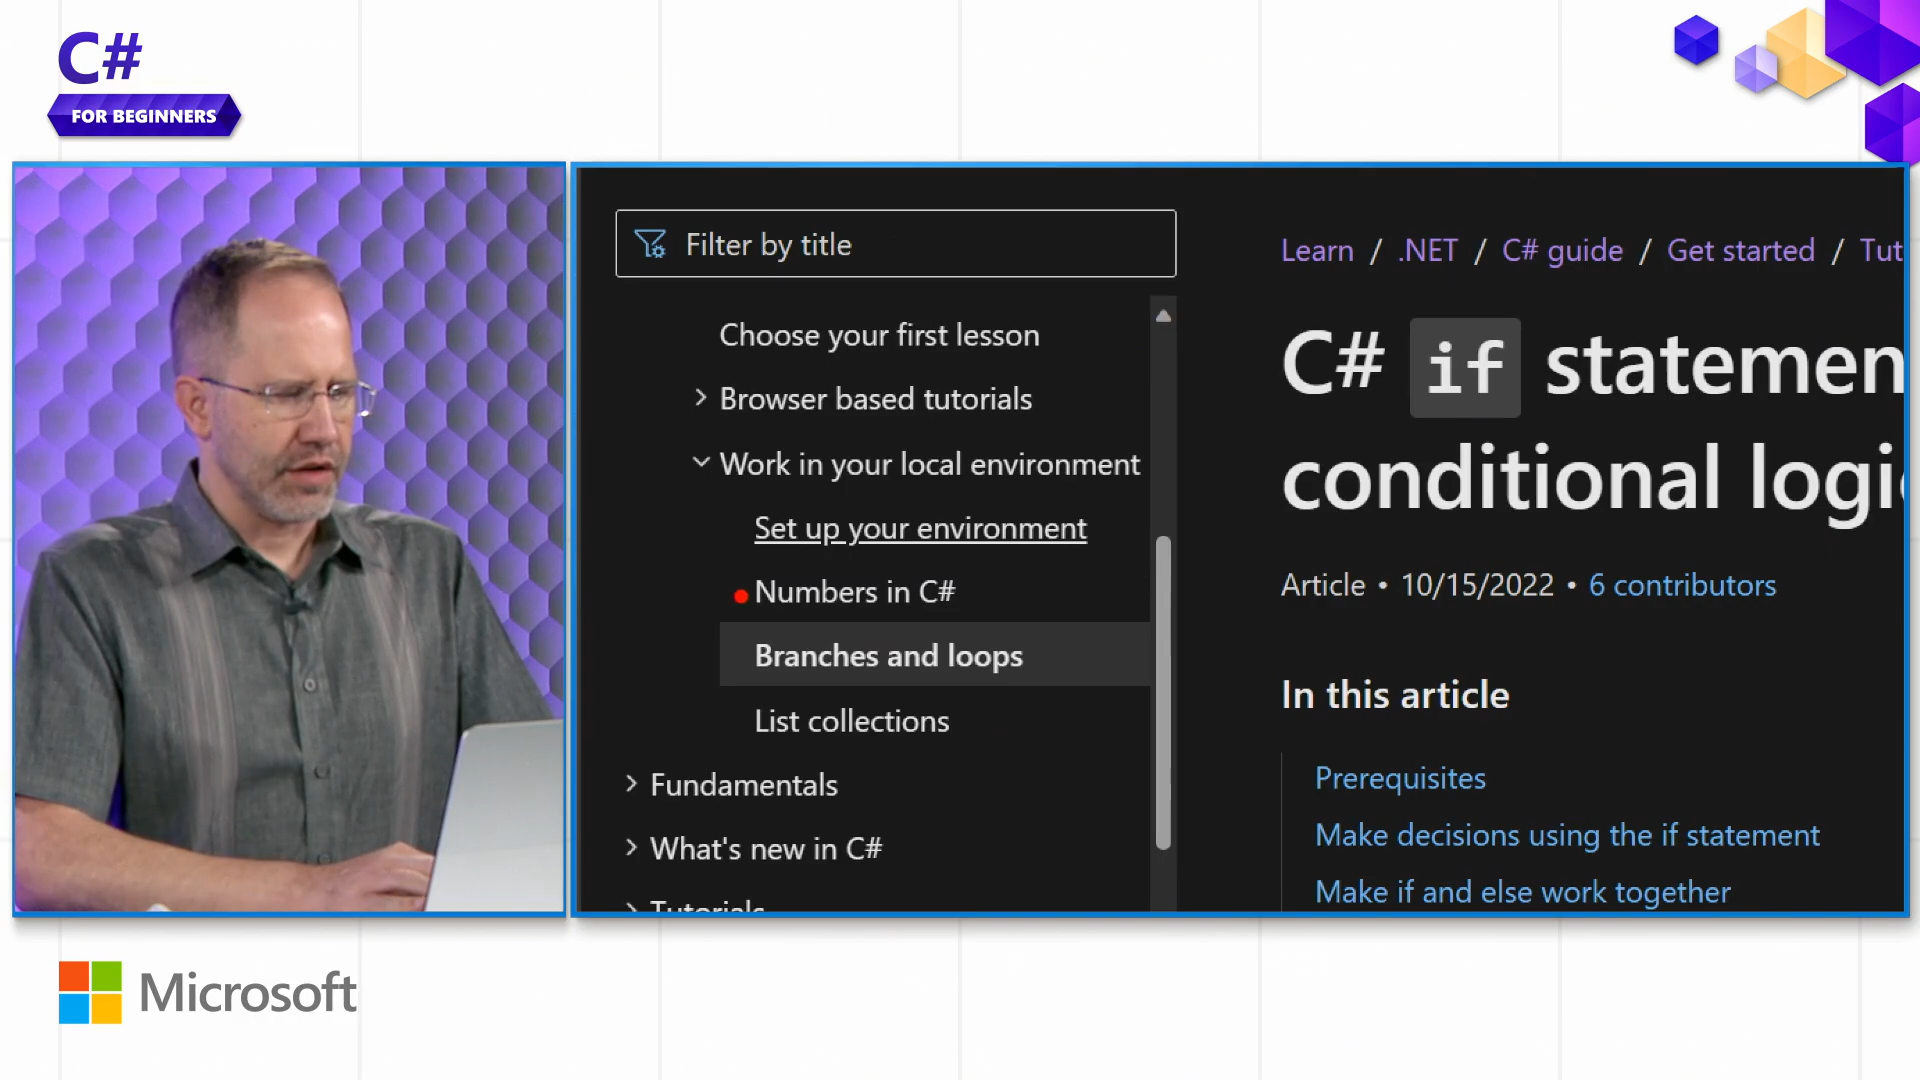 C#
FOR BEGINNERS
Filter by title
Choose your first lesson
Browser based tutorials
Work in your local environment
Set up your environment
Numbers in C#
Branches and loops
List collections
Fundamentals
What's new in C#
Tutorials
Learn / .NET / C# guide / Get started / Tut
C# if statemen
conditional logic
Article • 10/15/2022 • 6 contributors
In this article
Prerequisites
Make decisions using the if statement
Make if and else work together
Microsoft